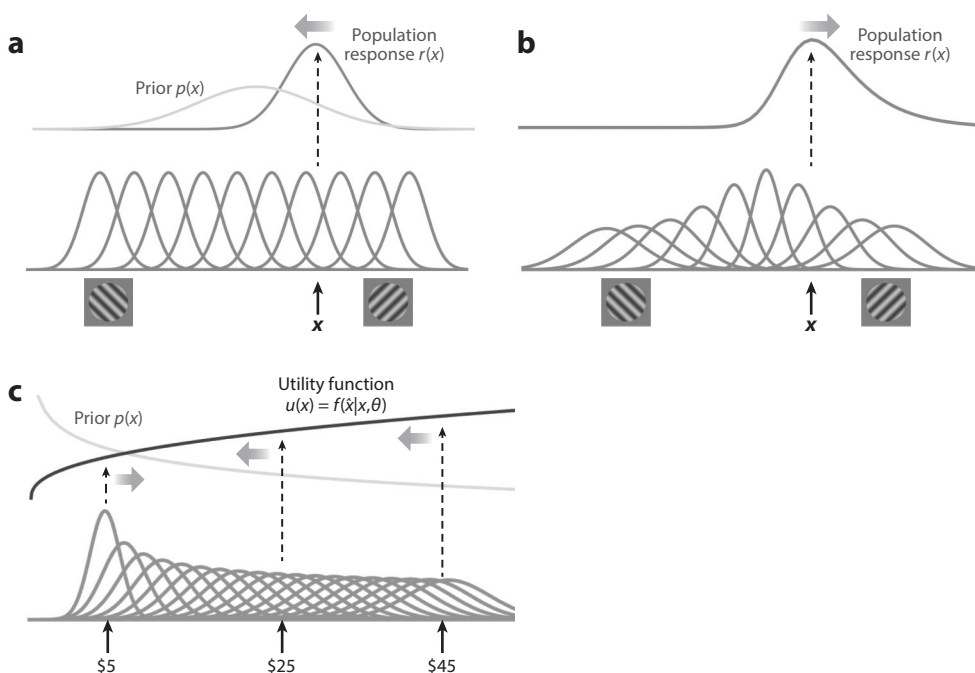 a
Population
response r(x)
Prior p(x)
x
b
Population
response r(x)
x
c
Utility function
u(x) = f(x̂|x,θ)
Prior p(x)
$5
$25
$45